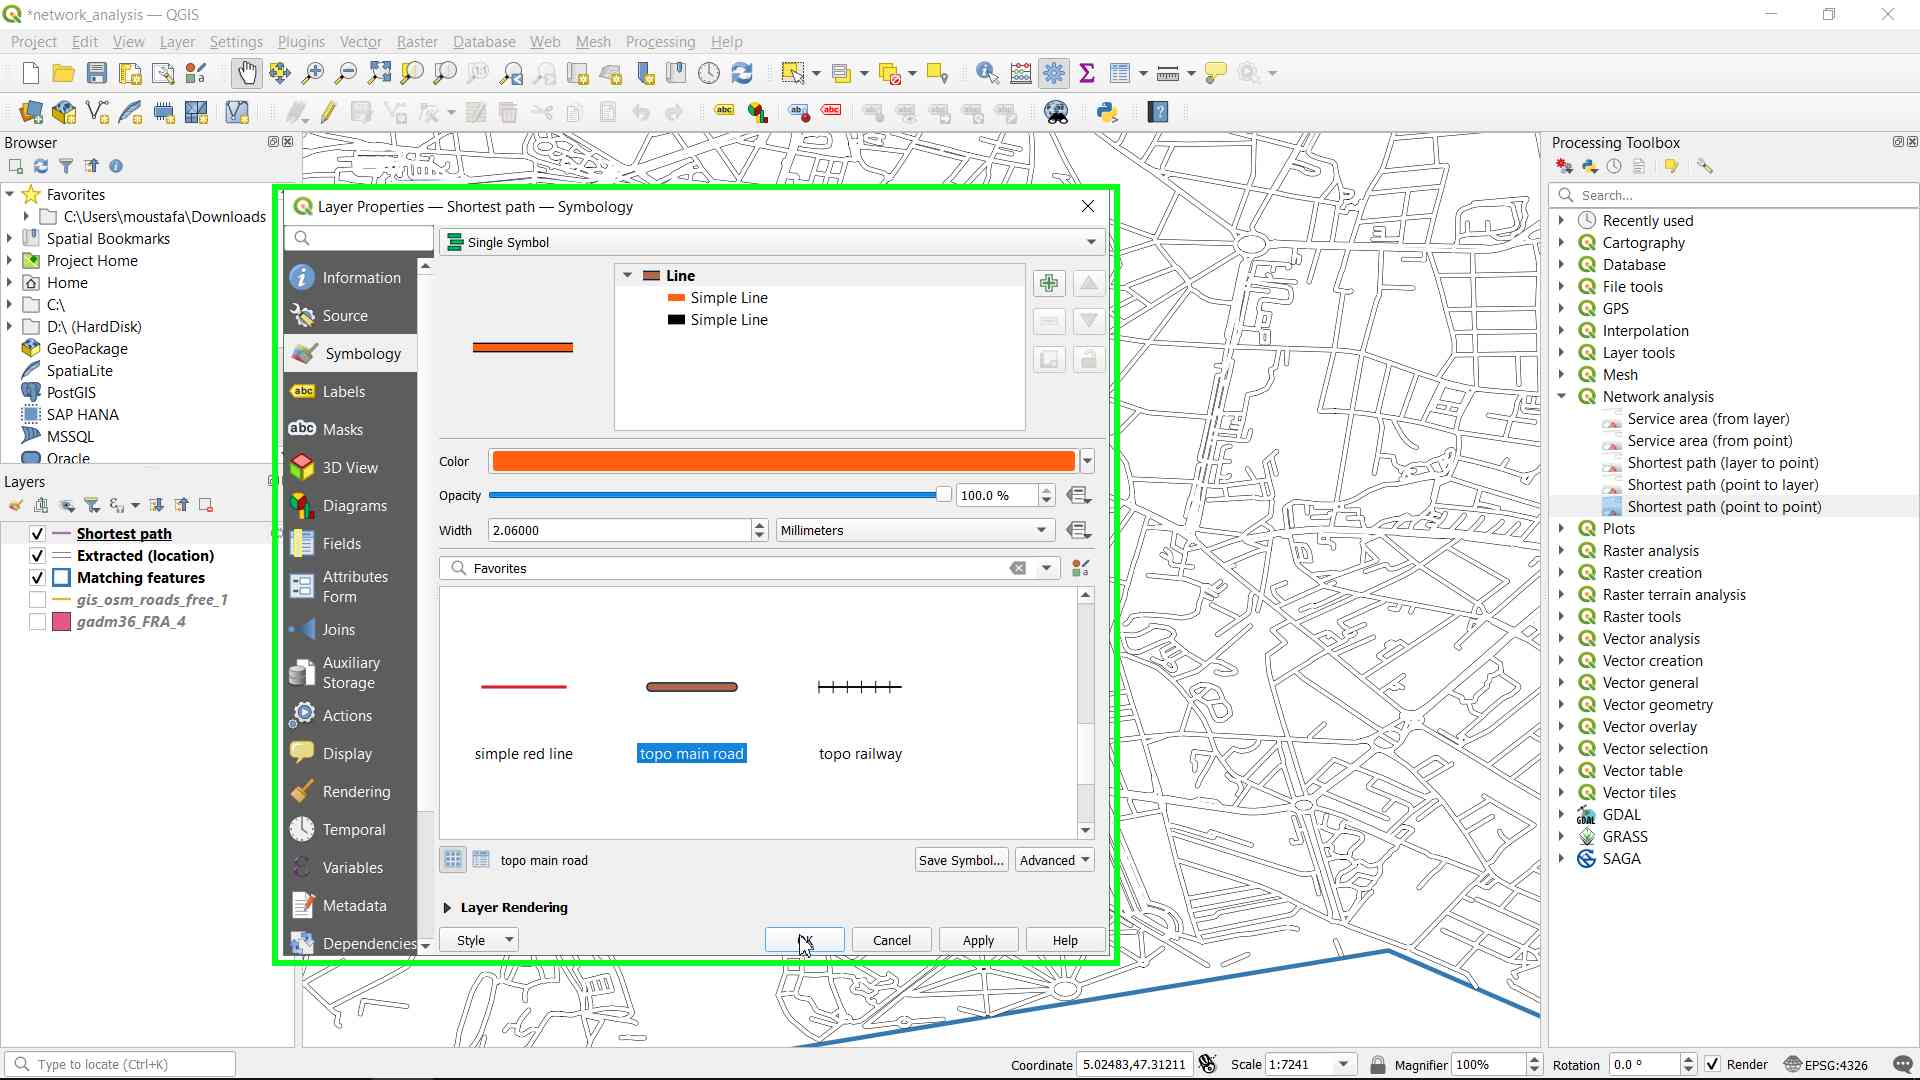 *network_analysis — QGIS
Project Edit View Layer Settings Plugins Vector Raster Database Web Mesh Processing Help
Browser
Favorites
C:\Users\moustafa\Downloads
Spatial Bookmarks
Project Home
Home
C:\
D:\ (HardDisk)
GeoPackage
SpatiaLite
PostGIS
SAP HANA
MSSQL
Oracle
Layers
Shortest path
Extracted (location)
Matching features
gis_osm_roads_free_1
gadm36_FRA_4
Layer Properties — Shortest path — Symbology
Information
Source
Symbology
Labels
Masks
3D View
Diagrams
Fields
Attributes
Form
Joins
Auxiliary
Storage
Actions
Display
Rendering
Temporal
Variables
Metadata
Dependencies
Single Symbol
Line
Simple Line
Simple Line
Color
Opacity 100.0 %
Width 2.06000 Millimeters
Favorites
simple red line topo main road topo railway
topo main road Save Symbol... Advanced
Layer Rendering
Style Cancel Apply Help
Processing Toolbox
Search...
Recently used
Cartography
Database
File tools
GPS
Interpolation
Layer tools
Mesh
Network analysis
Service area (from layer)
Service area (from point)
Shortest path (layer to point)
Shortest path (point to layer)
Shortest path (point to point)
Plots
Raster analysis
Raster creation
Raster terrain analysis
Raster tools
Vector analysis
Vector creation
Vector general
Vector geometry
Vector overlay
Vector selection
Vector table
Vector tiles
GDAL
GRASS
SAGA
Type to locate (Ctrl+K) Coordinate 5.02483,47.31211 Scale 1:7241 Magnifier 100% Rotation 0.0 ° Render EPSG:4326